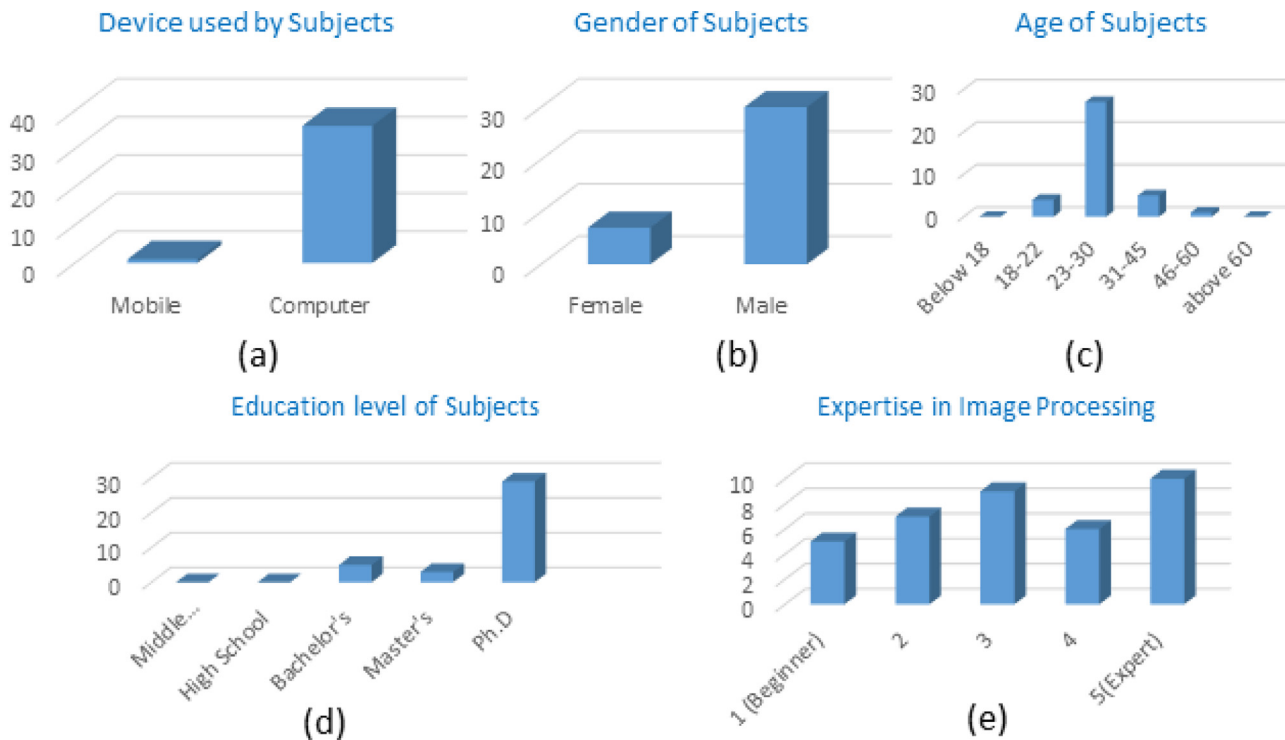 Device used by Subjects
40
30
20
10
0
Mobile
Computer
(a)
Gender of Subjects
30
20
10
0
Female
Male
(b)
Age of Subjects
30
20
10
0
Below 18
18-22
23-30
31-45
46-60
above 60
(c)
Education level of Subjects
30
20
10
0
Middle...
High School
Bachelor's
Master's
Ph.D
(d)
Expertise in Image Processing
10
8
6
4
2
0
1 (Beginner)
2
3
4
5(Expert)
(e)